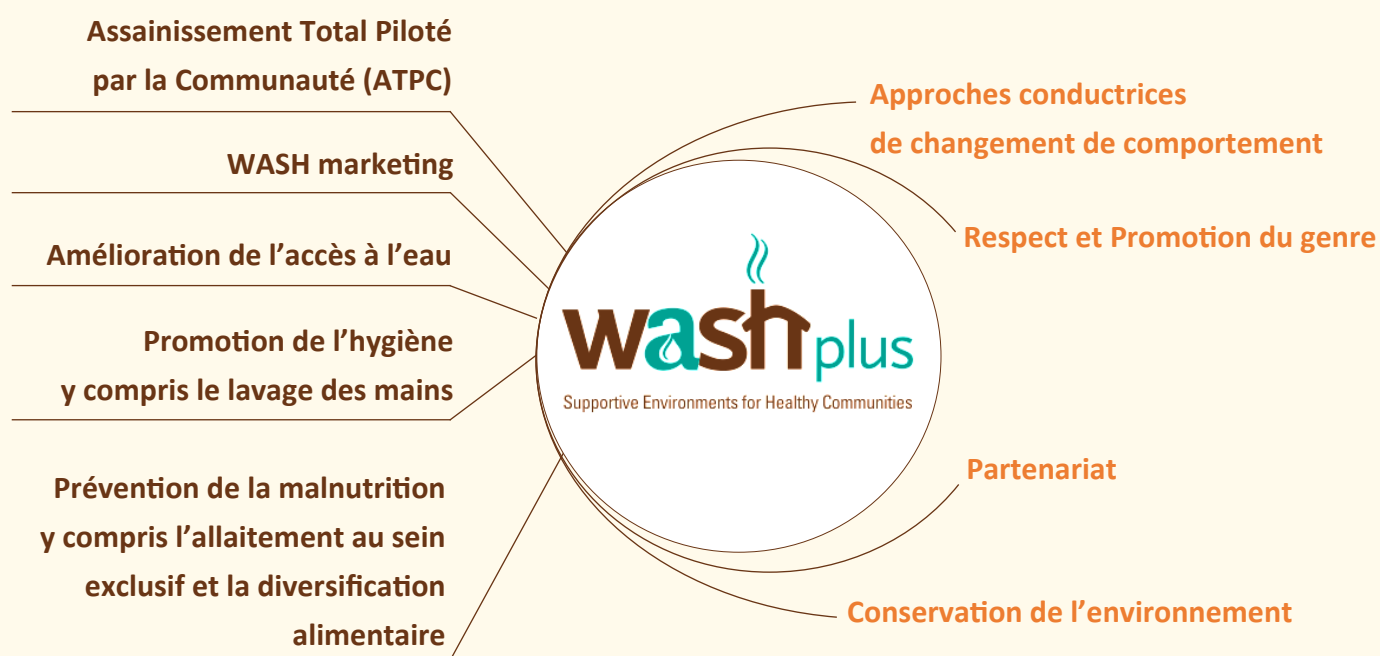 Assainissement Total Piloté
par la Communauté (ATPC)
WASH marketing
Amélioration de l’accès à l’eau
Promotion de l’hygiène
y compris le lavage des mains
Prévention de la malnutrition
y compris l’allaitement au sein
exclusif et la diversification
alimentaire
wash plus
Supportive Environments for Healthy Communities
Approches conductrices
de changement de comportement
Respect et Promotion du genre
Partenariat
Conservation de l’environnement